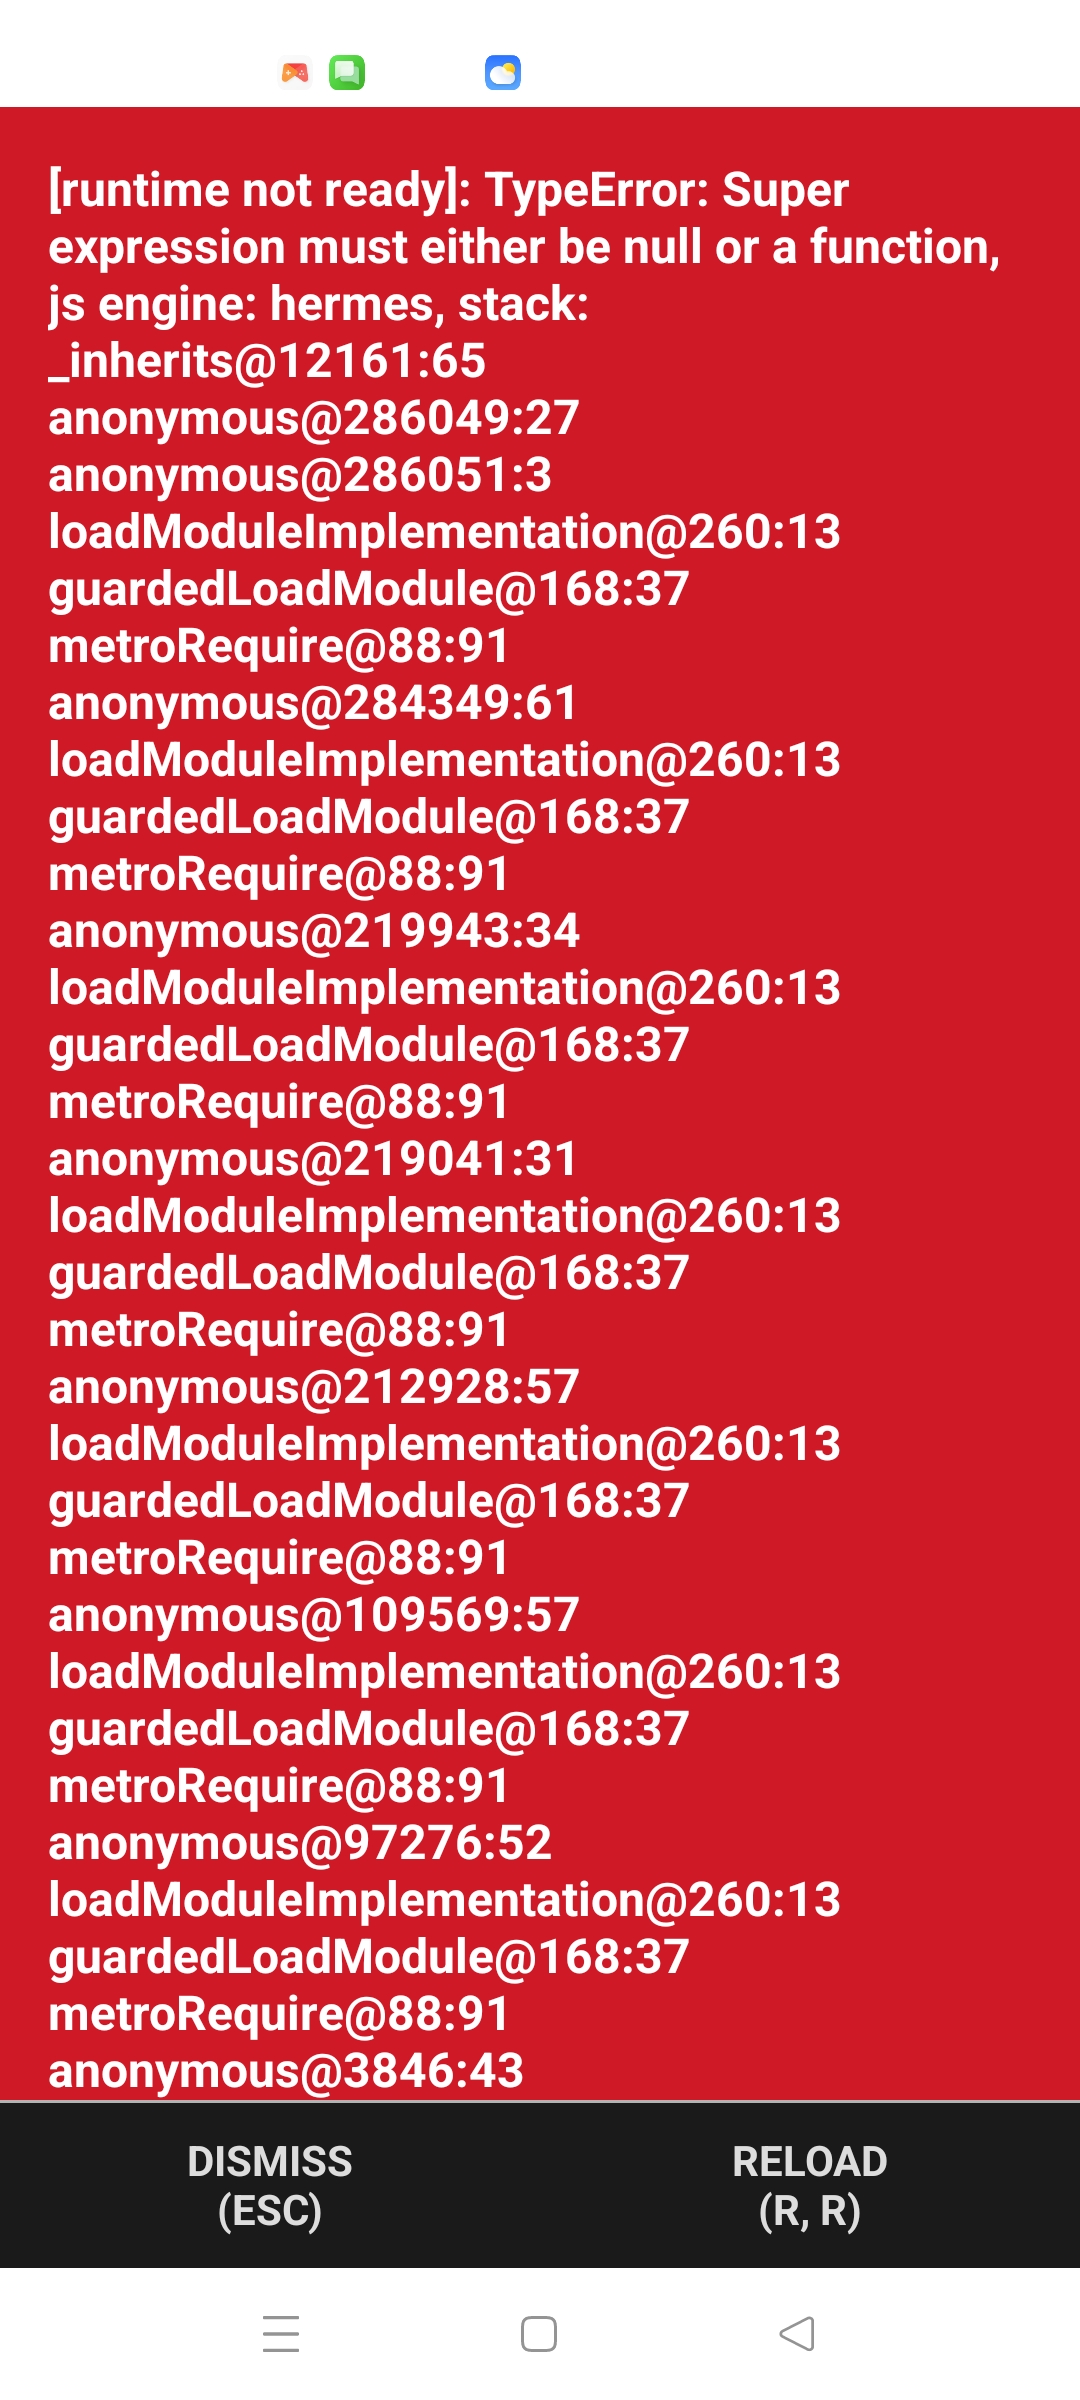 [runtime not ready]: TypeError: Super
expression must either be null or a function,
js engine: hermes, stack:
_inherits@12161:65
anonymous@286049:27
anonymous@286051:3
loadModuleImplementation@260:13
guardedLoadModule@168:37
metroRequire@88:91
anonymous@284349:61
loadModuleImplementation@260:13
guardedLoadModule@168:37
metroRequire@88:91
anonymous@219943:34
loadModuleImplementation@260:13
guardedLoadModule@168:37
metroRequire@88:91
anonymous@219041:31
loadModuleImplementation@260:13
guardedLoadModule@168:37
metroRequire@88:91
anonymous@212928:57
loadModuleImplementation@260:13
guardedLoadModule@168:37
metroRequire@88:91
anonymous@109569:57
loadModuleImplementation@260:13
guardedLoadModule@168:37
metroRequire@88:91
anonymous@97276:52
loadModuleImplementation@260:13
guardedLoadModule@168:37
metroRequire@88:91
anonymous@3846:43
DISMISS
(ESC)
RELOAD
(R, R)